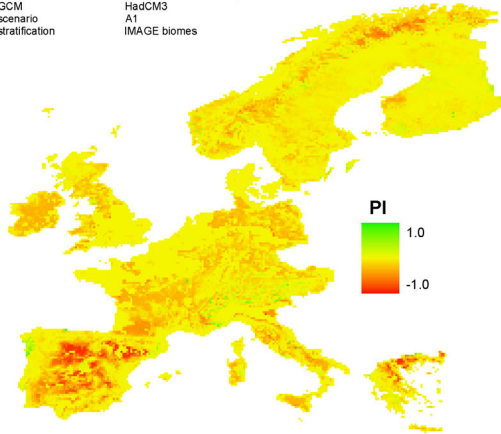 GCM HadCM3
scenario A1
stratification IMAGE biomes
PI
1.0
-1.0